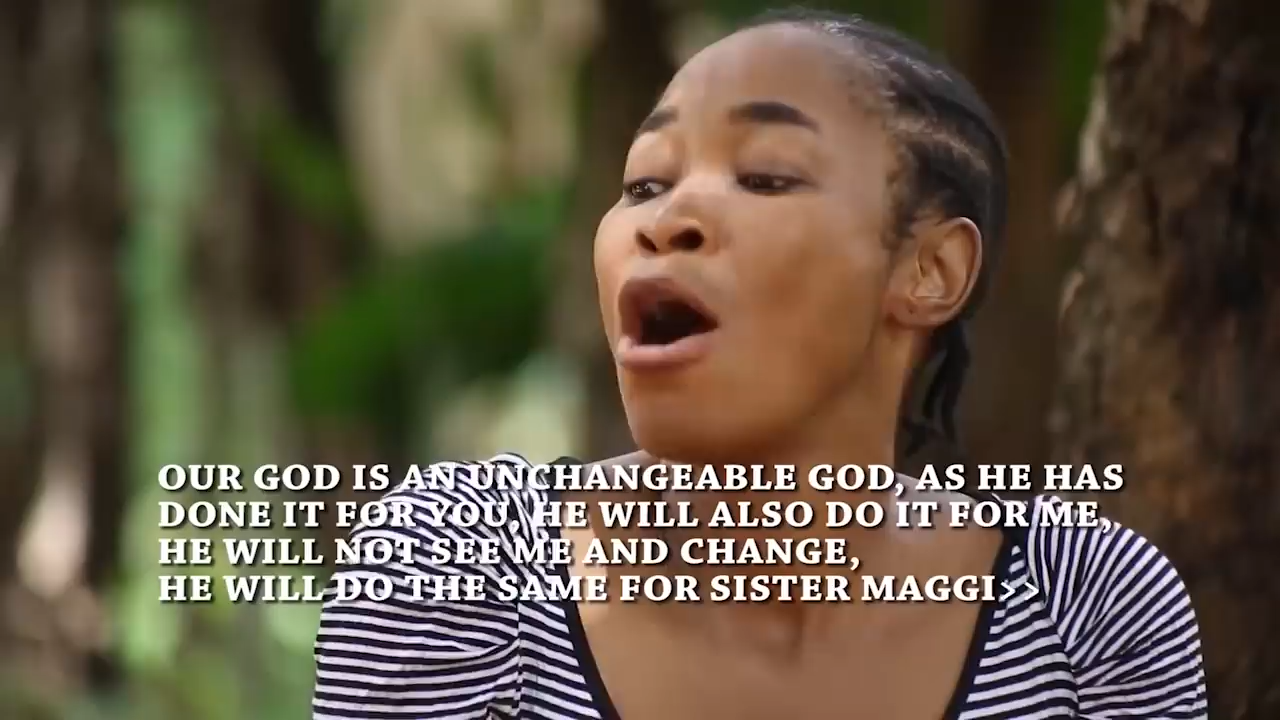 OUR GOD IS AN UNCHANGEABLE GOD, AS HE HAS
DONE IT FOR YOU, HE WILL ALSO DO IT FOR ME,
HE WILL NOT SEE ME AND CHANGE,
HE WILL DO THE SAME FOR SISTER MAGGI>>